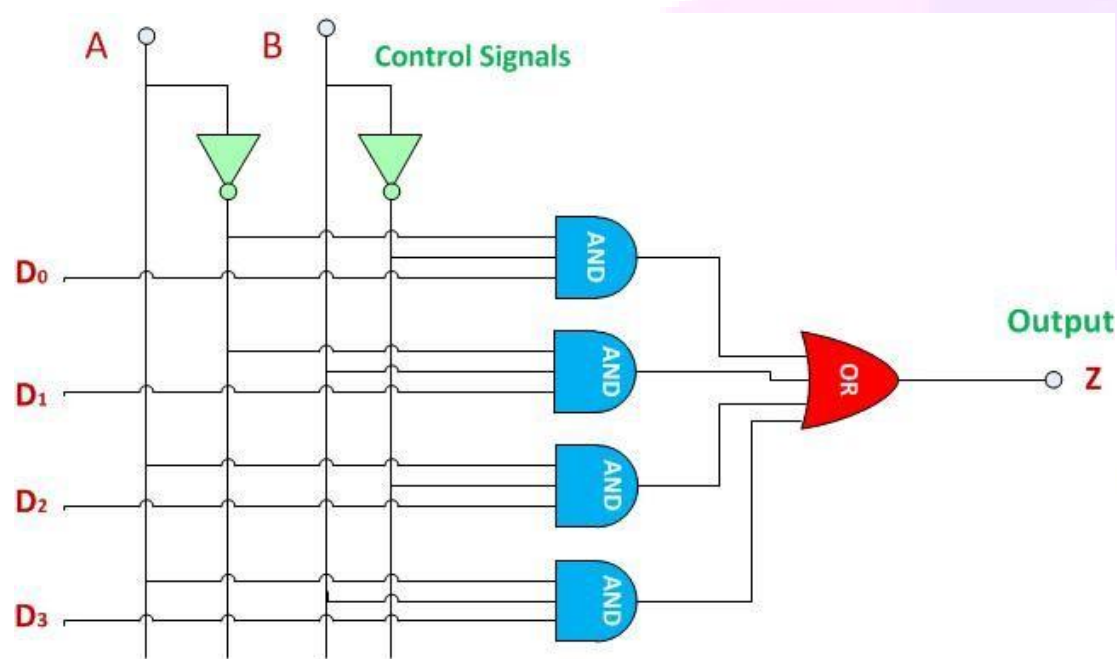 A
B
Control Signals
AND
D₀
Output
AND
OR
Z
D₁
AND
D₂
AND
D₃